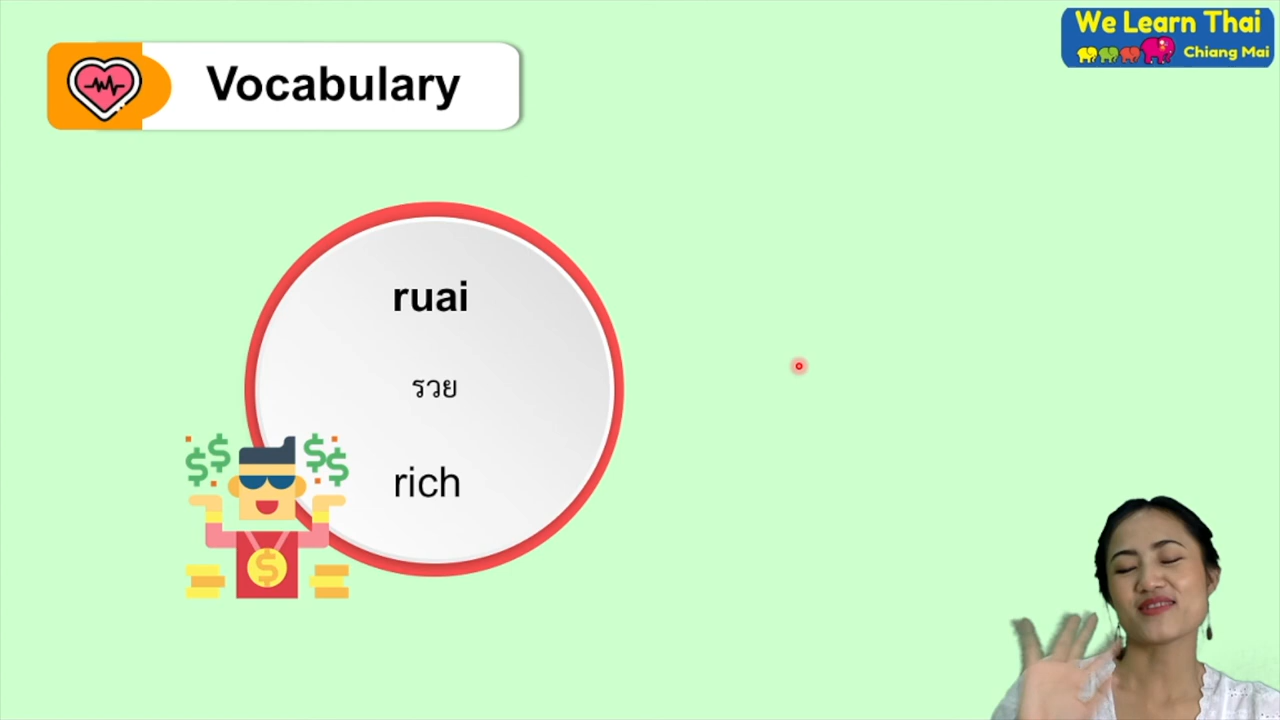 We Learn Thai
Chiang Mai
Vocabulary
ruai
รวย
rich